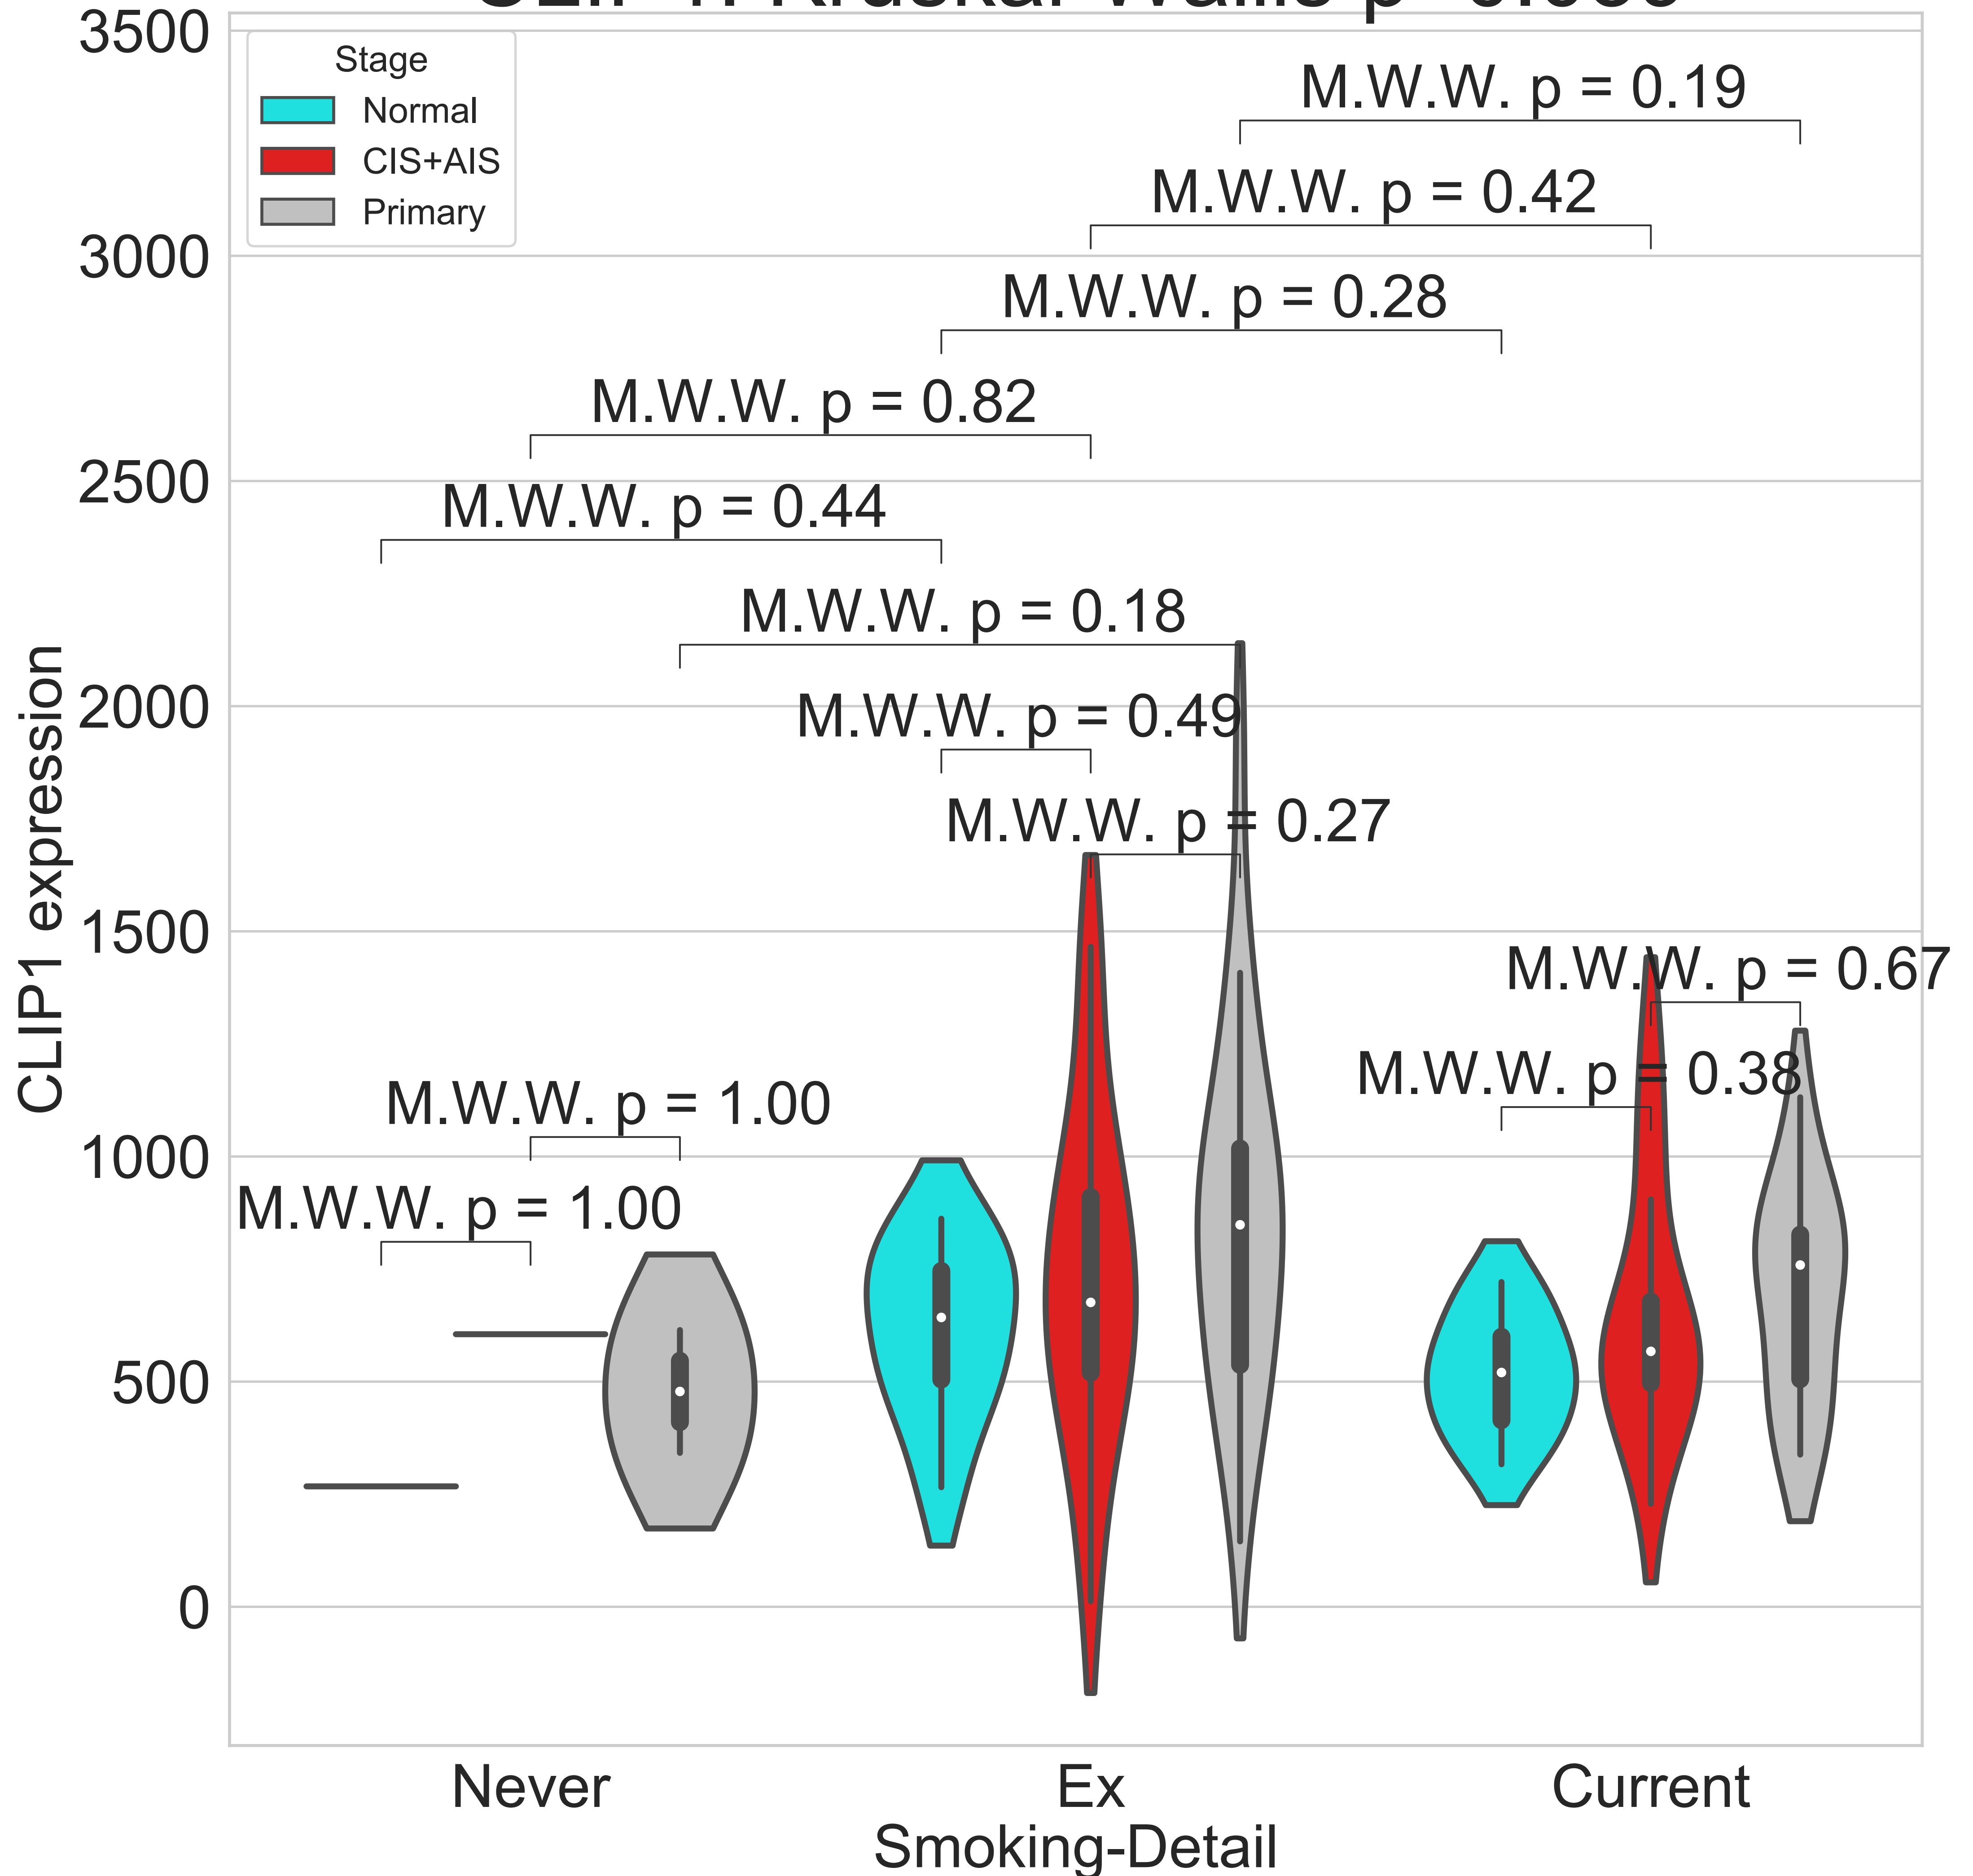 3500
Stage
Normal
CIS+AIS
Primary
M.W.W. p = 0.19
M.W.W. p = 0.42
3000
M.W.W. p = 0.28
M.W.W. p = 0.82
2500
M.W.W. p = 0.44
M.W.W. p = 0.18
2000
M.W.W. p = 0.49
M.W.W. p = 0.27
1500
M.W.W. p = 0.67
M.W.W. p = 0.38
M.W.W. p = 1.00
1000
M.W.W. p = 1.00
500
0
CLIP1 expression
Never
Ex
Current
Smoking-Detail